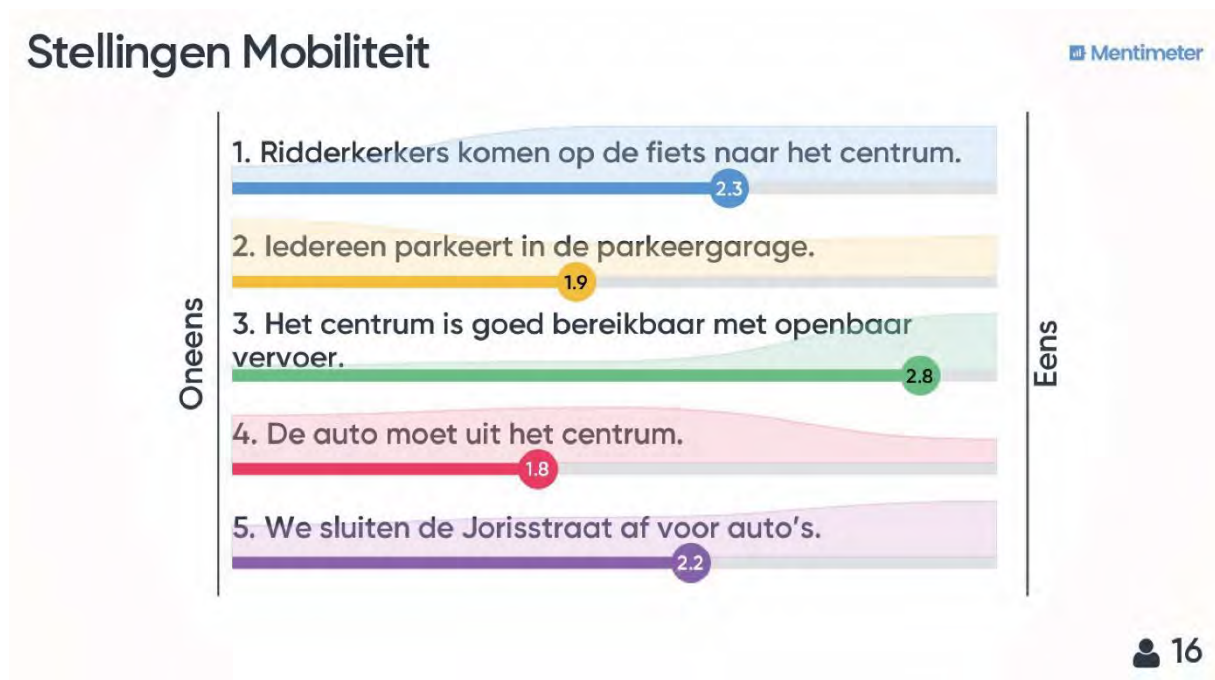 Stellingen Mobiliteit
Mentimeter
1. Ridderkerkers komen op de fiets naar het centrum.
2.3
2. Iedereen parkeert in de parkeergarage.
1.9
Oneens
3. Het centrum is goed bereikbaar met openbaar
vervoer.
2.8
Eens
4. De auto moet uit het centrum.
1.8
5. We sluiten de Jorisstraat af voor auto's.
2.2
16